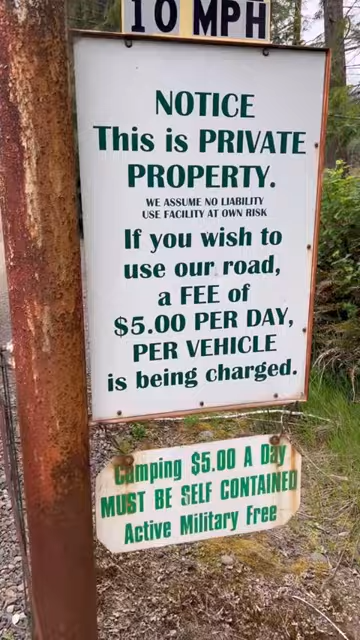 10 MPH
NOTICE
This is PRIVATE
PROPERTY.
WE ASSUME NO LIABILITY
USE FACILITY AT OWN RISK
If you wish to
use our road,
a FEE of
$5.00 PER DAY,
PER VEHICLE
is being charged.
Camping $5.00 A Day
MUST BE SELF CONTAINED
Active Military Free